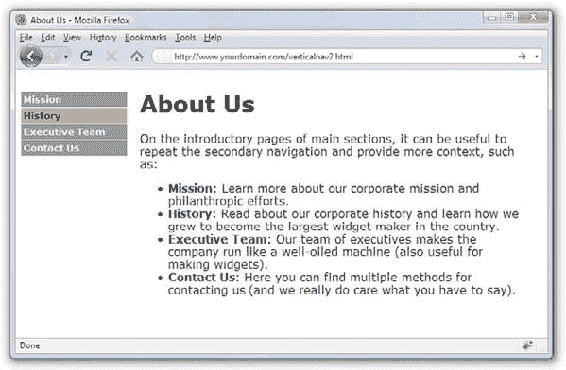 About Us - Mozilla Firefox
File Edit View History Bookmarks Tools Help
http://www.yourdomain.com/verticalnav2.html
Mission
History
Executive Team
Contact Us
About Us
On the introductory pages of main sections, it can be useful to
repeat the secondary navigation and provide more context, such
as:
• Mission: Learn more about our corporate mission and
philanthropic efforts.
• History: Read about our corporate history and learn how we
grew to become the largest widget maker in the country.
• Executive Team: Our team of executives makes the
company run like a well-oiled machine (also useful for
making widgets).
• Contact Us: Here you can find multiple methods for
contacting us (and we really do care what you have to say).
Done